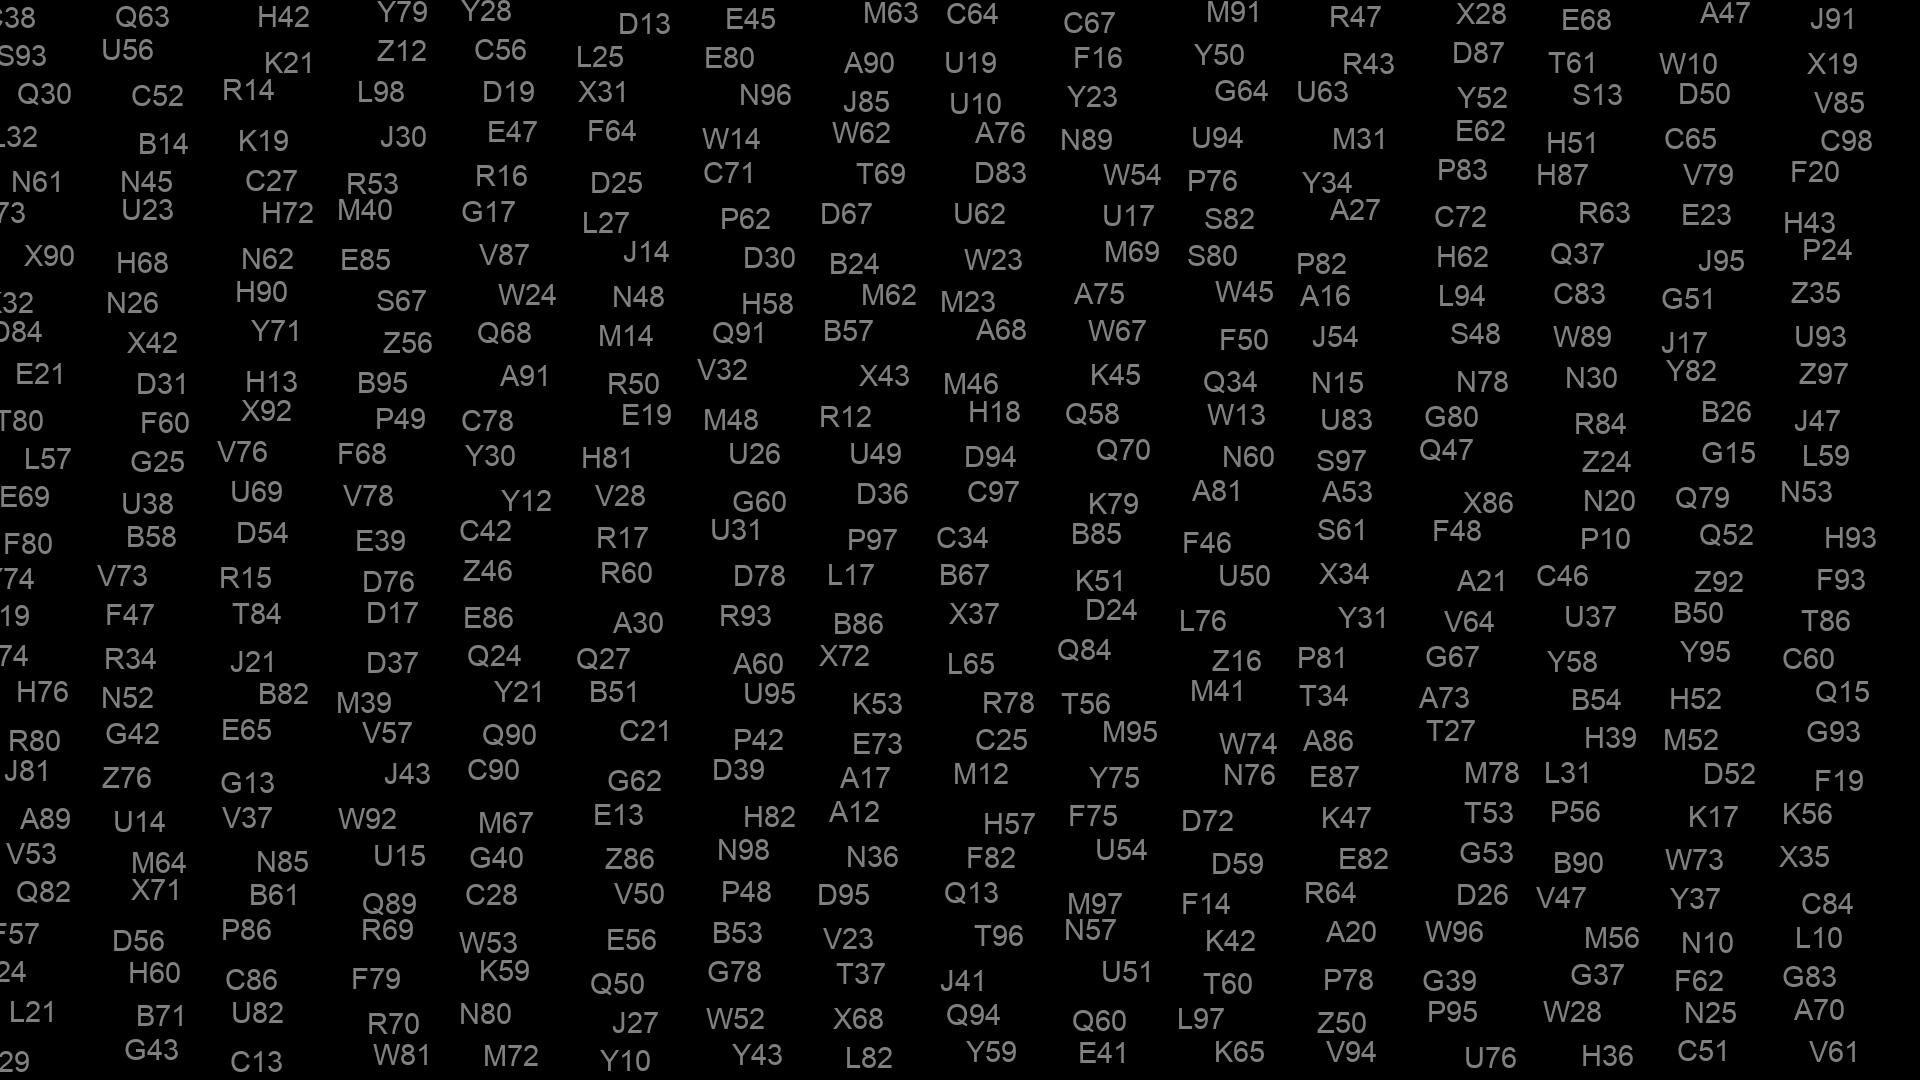 C38 Q63 H42 Y79 Y28 D13 E45 M63 C64 C67 M91 R47 X28 E68 A47 J91
S93 U56 K21 Z12 C56 L25 E80 A90 U19 F16 Y50 R43 D87 T61 W10 X19
Q30 C52 R14 L98 D19 X31 N96 J85 U10 Y23 G64 U63 Y52 S13 D50 V85
L32 B14 K19 J30 E47 F64 W14 W62 A76 N89 U94 M31 E62 H51 C65 C98
N61 N45 C27 R53 R16 D25 C71 T69 D83 W54 P76 Y34 P83 H87 V79 F20
73 U23 H72 M40 G17 L27 P62 D67 U62 U17 S82 A27 C72 R63 E23 H43
X90 H68 N62 E85 V87 J14 D30 B24 W23 M69 S80 P82 H62 Q37 J95 P24
32 N26 H90 S67 W24 N48 H58 M62 M23 A75 W45 A16 L94 C83 G51 Z35
D84 X42 Y71 Z56 Q68 M14 Q91 B57 A68 W67 F50 J54 S48 W89 J17 U93
E21 D31 H13 B95 A91 R50 V32 X43 M46 K45 Q34 N15 N78 N30 Y82 Z97
T80 F60 X92 P49 C78 E19 M48 R12 H18 Q58 W13 U83 G80 R84 B26 J47
L57 G25 V76 F68 Y30 H81 U26 U49 D94 Q70 N60 S97 Q47 Z24 G15 L59
E69 U38 U69 V78 Y12 V28 G60 D36 C97 K79 A81 A53 X86 N20 Q79 N53
F80 B58 D54 E39 C42 R17 U31 P97 C34 B85 F46 S61 F48 P10 Q52 H93
74 V73 R15 D76 Z46 R60 D78 L17 B67 K51 U50 X34 A21 C46 Z92 F93
19 F47 T84 D17 E86 A30 R93 B86 X37 D24 L76 Y31 V64 U37 B50 T86
74 R34 J21 D37 Q24 Q27 A60 X72 L65 Q84 Z16 P81 G67 Y58 Y95 C60
H76 N52 B82 M39 Y21 B51 U95 K53 R78 T56 M41 T34 A73 B54 H52 Q15
R80 G42 E65 V57 Q90 C21 P42 E73 C25 M95 W74 A86 T27 H39 M52 G93
J81 Z76 G13 J43 C90 G62 D39 A17 M12 Y75 N76 E87 M78 L31 D52 F19
A89 U14 V37 W92 M67 E13 H82 A12 H57 F75 D72 K47 T53 P56 K17 K56
V53 M64 N85 U15 G40 Z86 N98 N36 F82 U54 D59 E82 G53 B90 W73 X35
Q82 X71 B61 Q89 C28 V50 P48 D95 Q13 M97 F14 R64 D26 V47 Y37 C84
F57 D56 P86 R69 W53 E56 B53 V23 T96 N57 K42 A20 W96 M56 N10 L10
24 H60 C86 F79 K59 Q50 G78 T37 J41 U51 T60 P78 G39 G37 F62 G83
L21 B71 U82 R70 N80 J27 W52 X68 Q94 Q60 L97 Z50 P95 W28 N25 A70
29 G43 C13 W81 M72 Y10 Y43 L82 Y59 E41 K65 V94 U76 H36 C51 V61